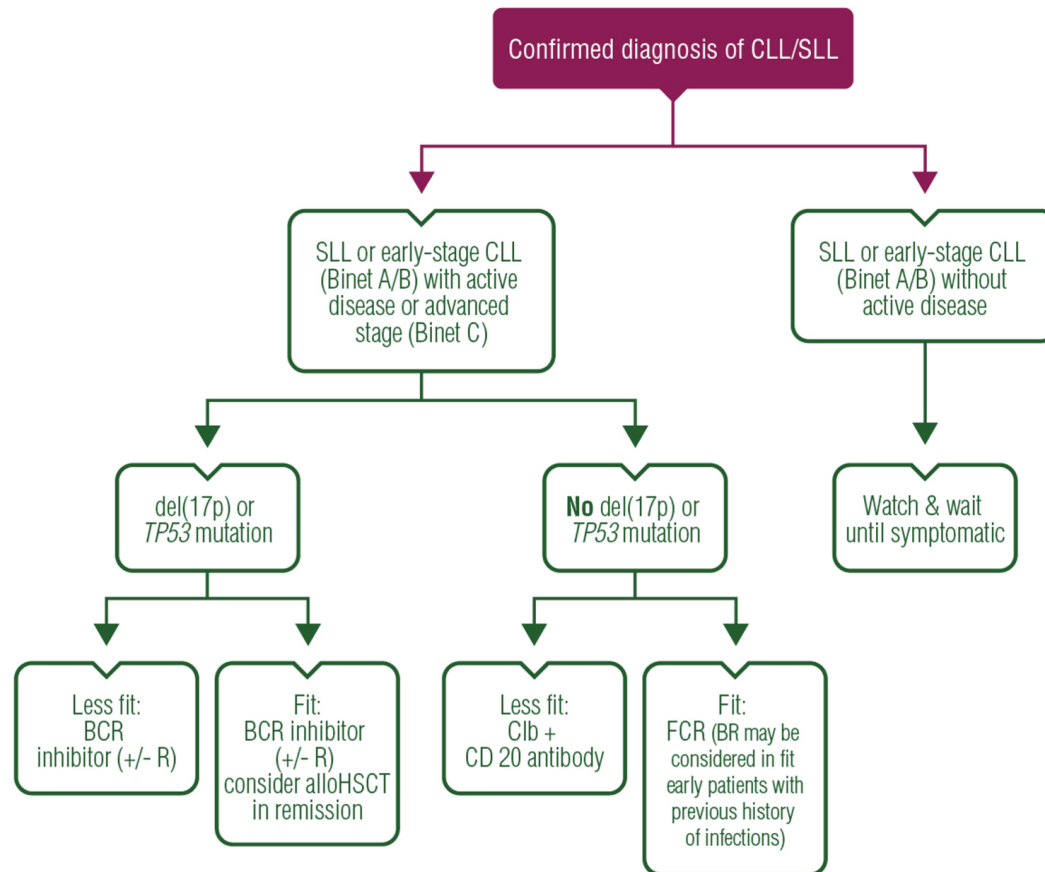 Confirmed diagnosis of CLL/SLL
SLL or early-stage CLL
(Binet A/B) with active
disease or advanced
stage (Binet C)
SLL or early-stage CLL
(Binet A/B) without
active disease
del(17p) or
TP53 mutation
No del(17p) or
TP53 mutation
Watch & wait
until symptomatic
Less fit:
BCR
inhibitor (+/- R)
Fit:
BCR inhibitor
(+/- R)
consider alloHSCT
in remission
Less fit:
Clb +
CD 20 antibody
Fit:
FCR (BR may be
considered in fit
early patients with
previous history
of infections)